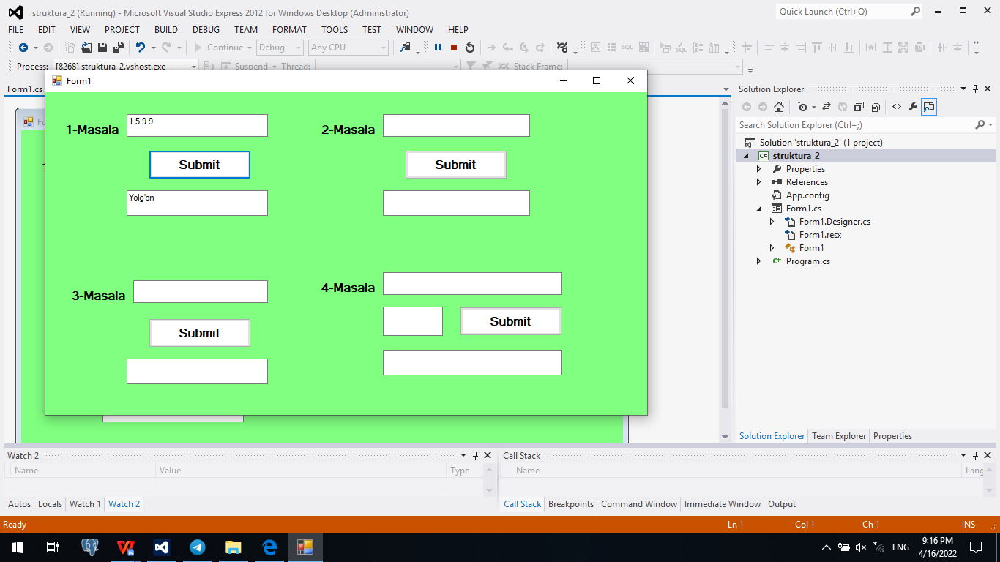 struktura_2 (Running) - Microsoft Visual Studio Express 2012 for Windows Desktop (Administrator)
Quick Launch (Ctrl+Q)
FILE EDIT VIEW PROJECT BUILD DEBUG TEAM FORMAT TOOLS TEST WINDOW HELP
Continue Debug Any CPU SQL
Process: [8268] struktura_2.vshost.exe Suspend Thread: Stack Frame:
Form1.cs
Form1
1-Masala 1 5 9 9
Submit
Yolg'on
2-Masala
Submit
3-Masala
Submit
4-Masala
Submit
Solution Explorer
Search Solution Explorer (Ctrl+;)
Solution 'struktura_2' (1 project)
C# struktura_2
Properties
References
App.config
Form1.cs
Form1.Designer.cs
Form1.resx
Form1
C# Program.cs
Solution Explorer Team Explorer Properties
Watch 2
Name Value Type
Autos Locals Watch 1 Watch 2
Call Stack
Name Lang
Call Stack Breakpoints Command Window Immediate Window Output
Ready Ln 1 Col 1 Ch 1 INS
ENG
9:16 PM
4/16/2022